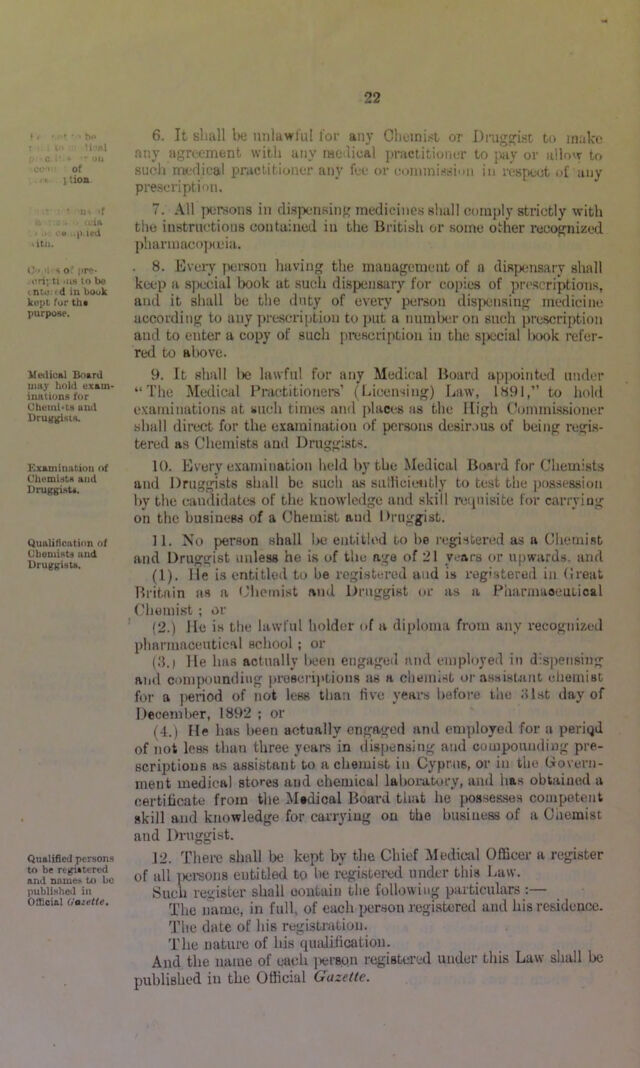 22
6. It shall be unlawful for any Chemist or Druggist to make
any agreement with any medical practitioner to pay or allow to
such medical practitioner any fee or commission in respect of any
prescription.
of
7. All persons in dispensing medicines shall comply strictly with
the instructions contained in the British or some other recognized
pharmacopœia.
Copies of pre-
scriptions to be
entered in book
kept for the
purpose.
8. Every person having the management of a dispensary shall
keep a special book at such dispensary for copies of prescriptions,
and it shall be the duty of every person dispensing medicine
according to any prescription to put a number on such prescription
and to enter a copy of such prescription in the special book refer-
red to above.
Medical Board
may hold exam-
inations for
Chemists and
Druggists.
9. It shall be lawful for any Medical Board appointed under
“The Medical Practitioners’ (Licensing) Law, 1891,” to hold
examinations at such times and places as the High Commissioner
shall direct for the examination of persons desirous of being regis-
tered as Chemists and Druggists.
Examination of
Chemists and
Druggists.
10. Every examination held by the Medical Board for Chemists
and Druggists shall be such as sufficiently to test the possession
by the candidates of the knowledge and skill requisite for carrying
on the business of a Chemist and Druggist.
Qualification of
Chemists and
Druggists.
11. No person shall be entitled to be registered as a Chemist
and Druggist unless he is of the age of 21 years or upwards, and
(1). He is entitled to be registered and is registered in Great
Britain as a Chemist and Druggist or as a Pharmaceutical
Chemist ; or
(2.) He is the lawful holder of a diploma from any recognized
pharmaceutical school ; or
(3.) He has actually been engaged and employed in dispensing
and compounding prescriptions as a chemist or assistant chemist
for a period of not less than five years before the 31st day of
December, 1892 ; or
(4.) He has been actually engaged and employed for a period
of not less than three years in dispensing and compounding pre-
scriptions as assistant to a chemist in Cyprus, or in the Govern-
ment medical stores and chemical laboratory, and has obtained a
certificate from the Medical Board that he possesses competent
skill and knowledge for carrying on the business of a Chemist
and Druggist.
Qualified persons
to be registered
and names to be
published in
Official Gazette.
12. There shall be kept by the Chief Medical Officer a register
of all persons entitled to be registered under this Law.
Such register shall contain the following particulars :—
The name, in full, of each person registered and his residence.
The date of his registration.
The nature of his qualification.
And the name of each person registered under this Law shall be
published in the Official Gazette.